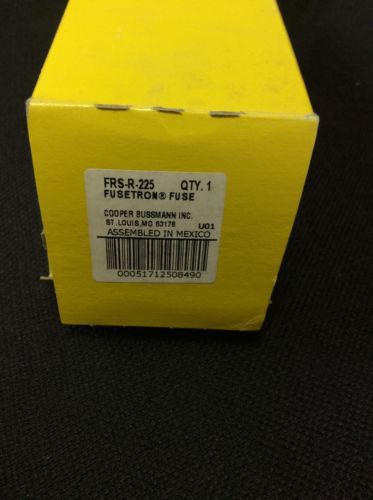 FRS-R-225 QTY. 1
FUSETRON® FUSE
COOPER BUSSMANN INC.
ST. LOUIS, MO 63178 U01
ASSEMBLED IN MEXICO
00051712508490